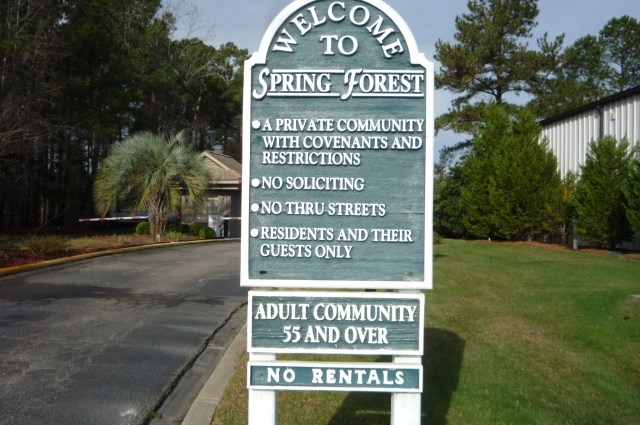 WELCOME
TO
SPRING FOREST
• A PRIVATE COMMUNITY
WITH COVENANTS AND
RESTRICTIONS
• NO SOLICITING
• NO THRU STREETS
• RESIDENTS AND THEIR
GUESTS ONLY
ADULT COMMUNITY
55 AND OVER
NO RENTALS